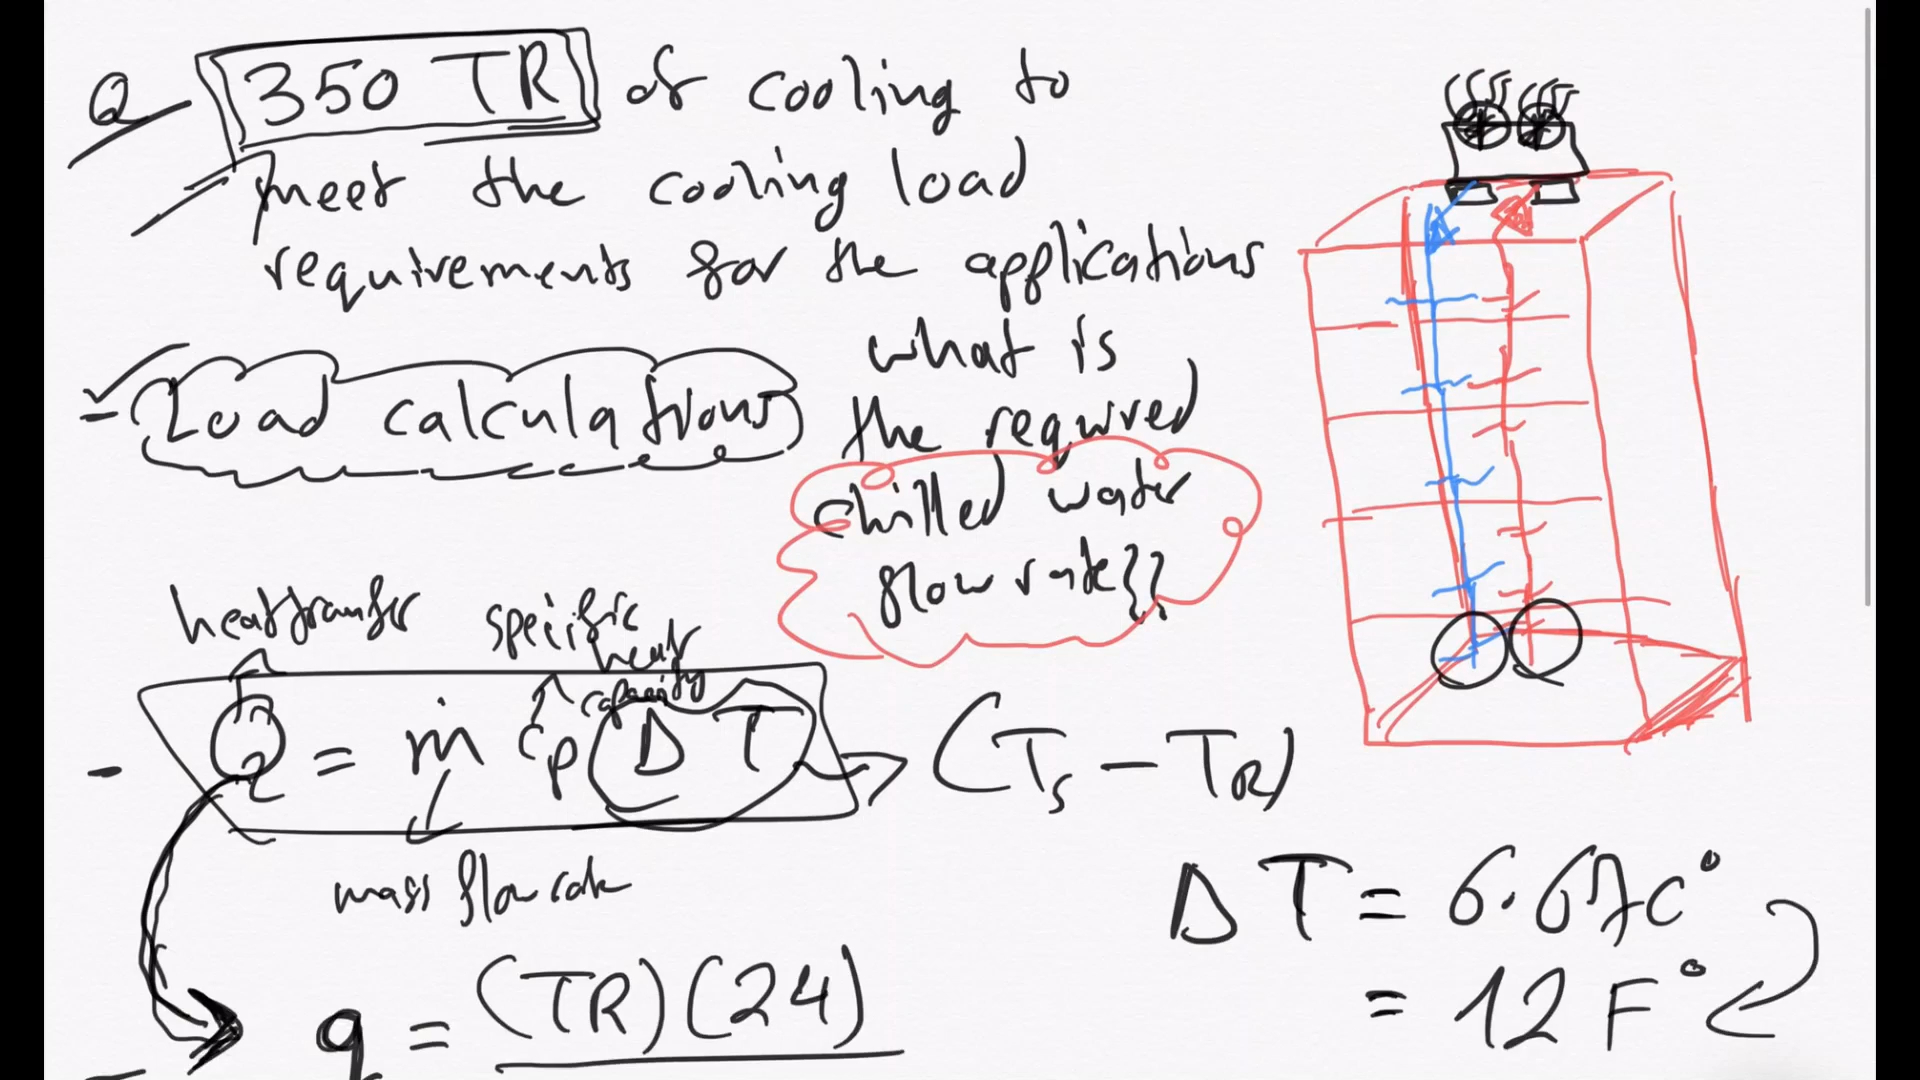 Q 350 TR of cooling to
meet the cooling load
requirements for the applications
what is
the required
chilled water
flow rate??
- Load calculations
heat transfer specific
heat
capacity
- Q = ṁ Cp ΔT → (Ts - TR)
mass flow rate
ΔT = 6.67 C°
= 12 F°
q = (TR)(24)